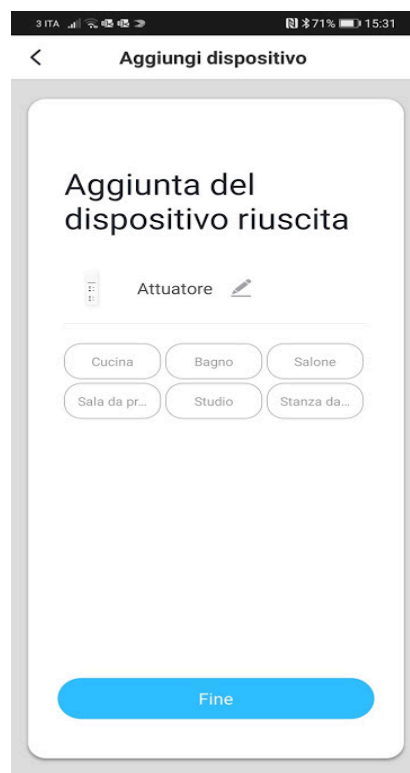 3 ITA 71% 15:31
Aggiungi dispositivo
Aggiunta del
dispositivo riuscita
Attuatore
Cucina Bagno Salone
Sala da pr... Studio Stanza da...
Fine